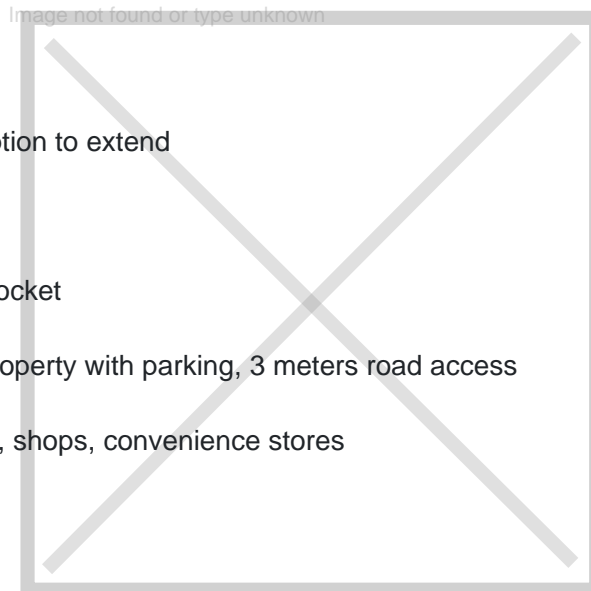 Image not found or type unknown
tion to extend
ocket
operty with parking, 3 meters road access
, shops, convenience stores